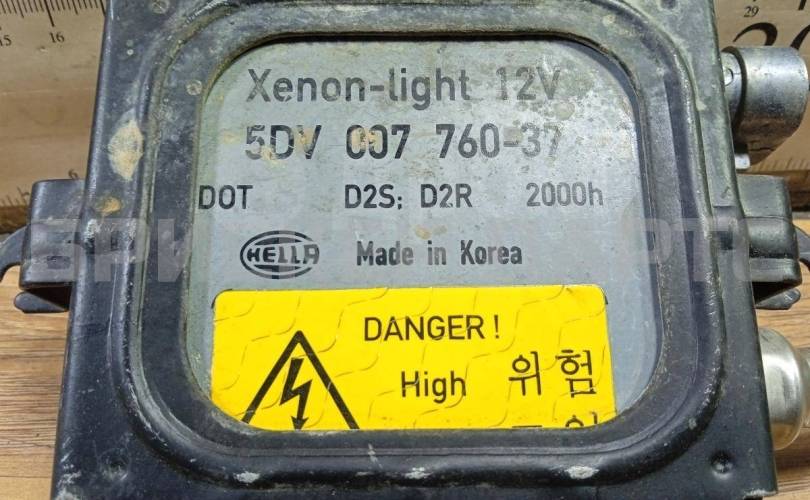 Xenon-light 12V
5DV 007 760-37
DOT D2S; D2R 2000h
HELLA Made in Korea
DANGER!
High 위험